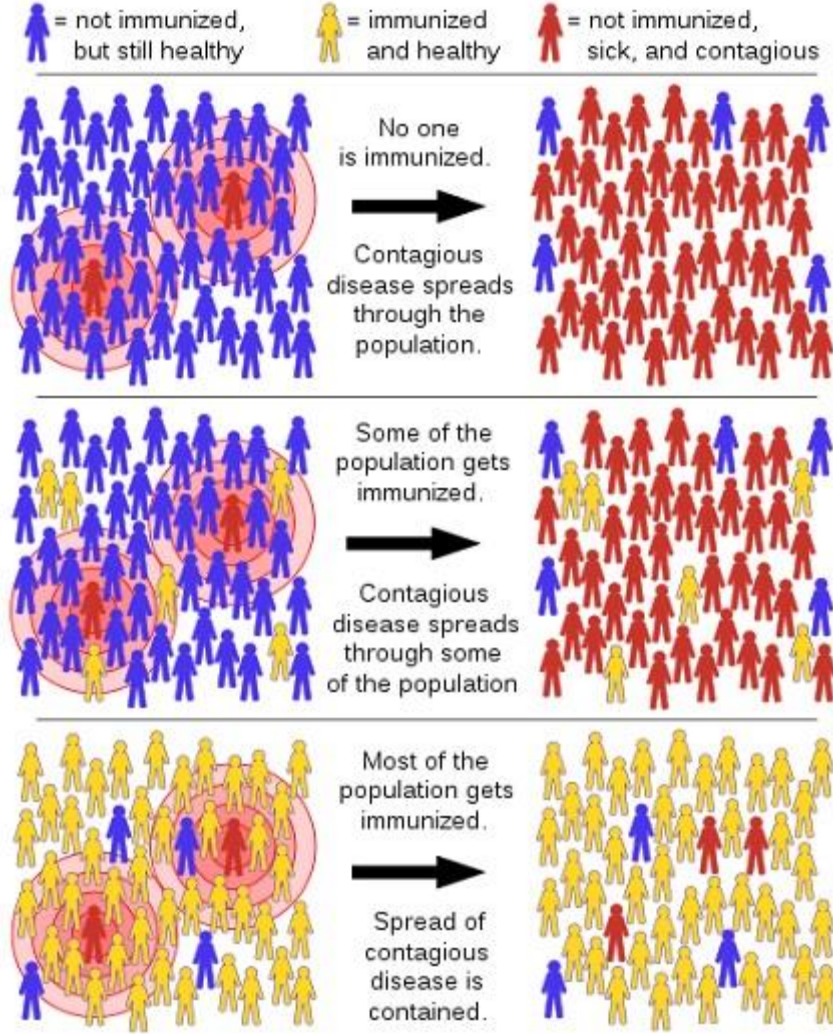 = not immunized, but still healthy
= immunized and healthy
= not immunized, sick, and contagious
No one
is immunized.
Contagious
disease spreads
through the
population.
Some of the
population gets
immunized.
Contagious
disease spreads
through some
of the population
Most of the
population gets
immunized.
Spread of
contagious
disease is
contained.